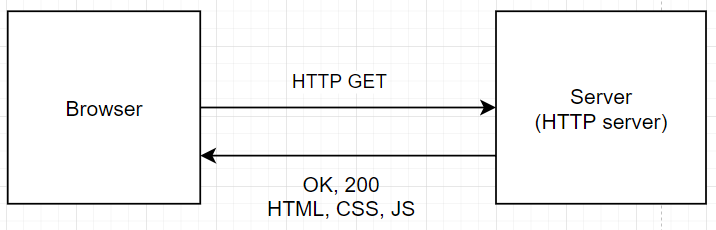 Browser
HTTP GET
Server
(HTTP server)
OK, 200
HTML, CSS, JS